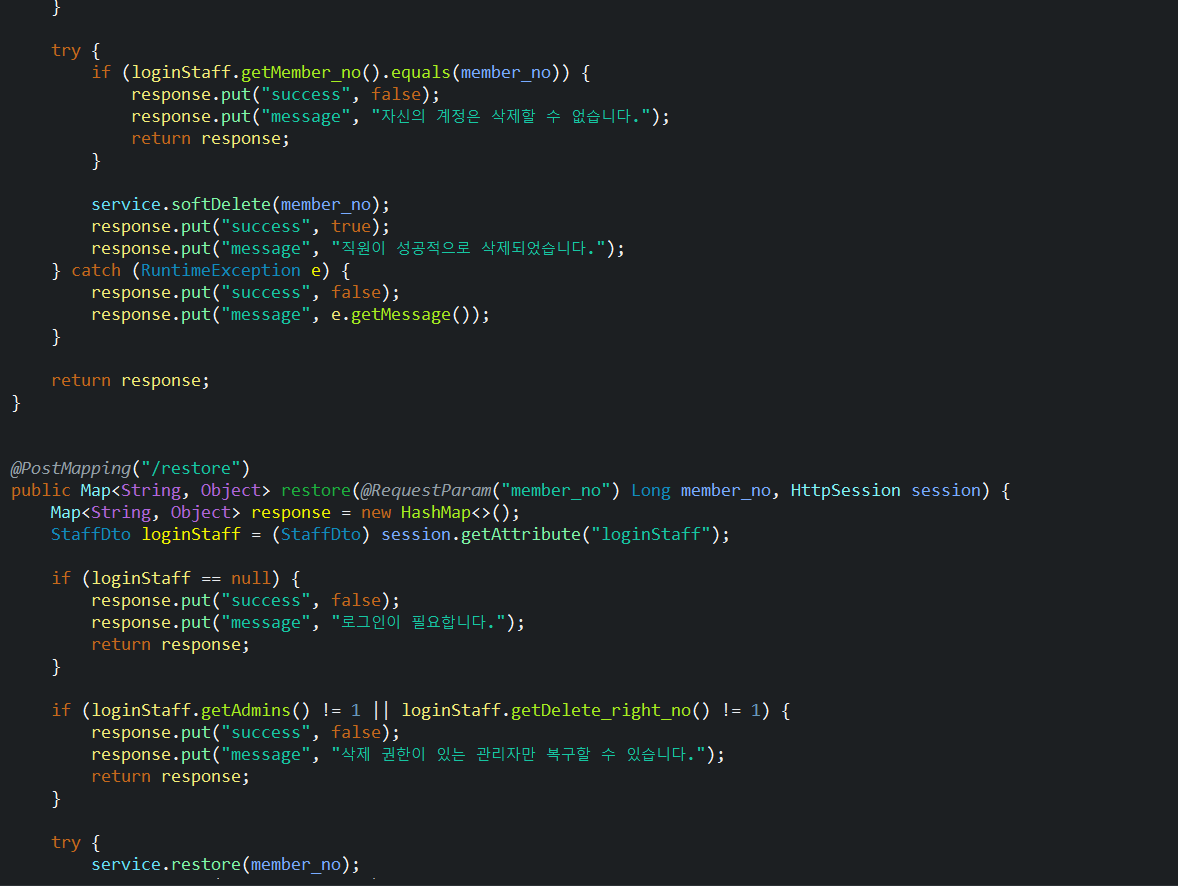 }
try {
if (loginStaff.getMember_no().equals(member_no)) {
response.put("success", false);
response.put("message", "자신의 계정은 삭제할 수 없습니다.");
return response;
}
service.softDelete(member_no);
response.put("success", true);
response.put("message", "직원이 성공적으로 삭제되었습니다.");
} catch (RuntimeException e) {
response.put("success", false);
response.put("message", e.getMessage());
}
return response;
}
@PostMapping("/restore")
public Map<String, Object> restore(@RequestParam("member_no") Long member_no, HttpSession session) {
Map<String, Object> response = new HashMap<>();
StaffDto loginStaff = (StaffDto) session.getAttribute("loginStaff");
if (loginStaff == null) {
response.put("success", false);
response.put("message", "로그인이 필요합니다.");
return response;
}
if (loginStaff.getAdmins() != 1 || loginStaff.getDelete_right_no() != 1) {
response.put("success", false);
response.put("message", "삭제 권한이 있는 관리자만 복구할 수 있습니다.");
return response;
}
try {
service.restore(member_no);